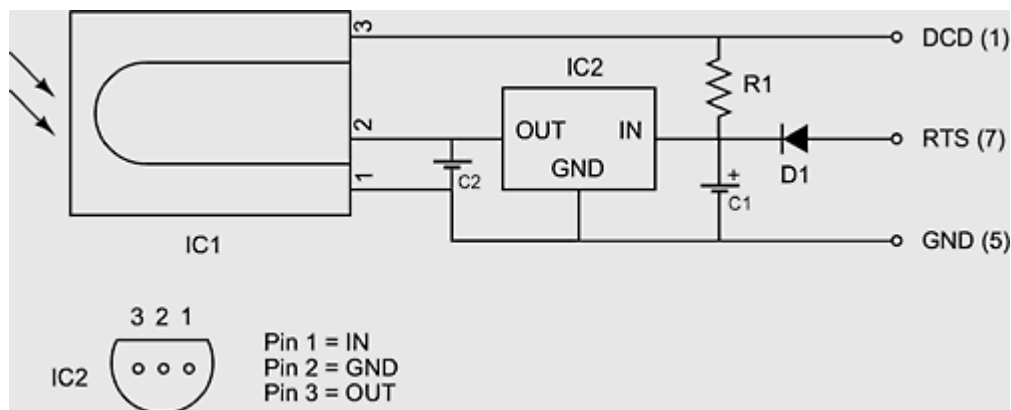 3
DCD (1)
IC2
R1
2
OUT IN
RTS (7)
GND
D1
1
C2
+
C1
IC1
GND (5)
3 2 1
IC2
Pin 1 = IN
Pin 2 = GND
Pin 3 = OUT